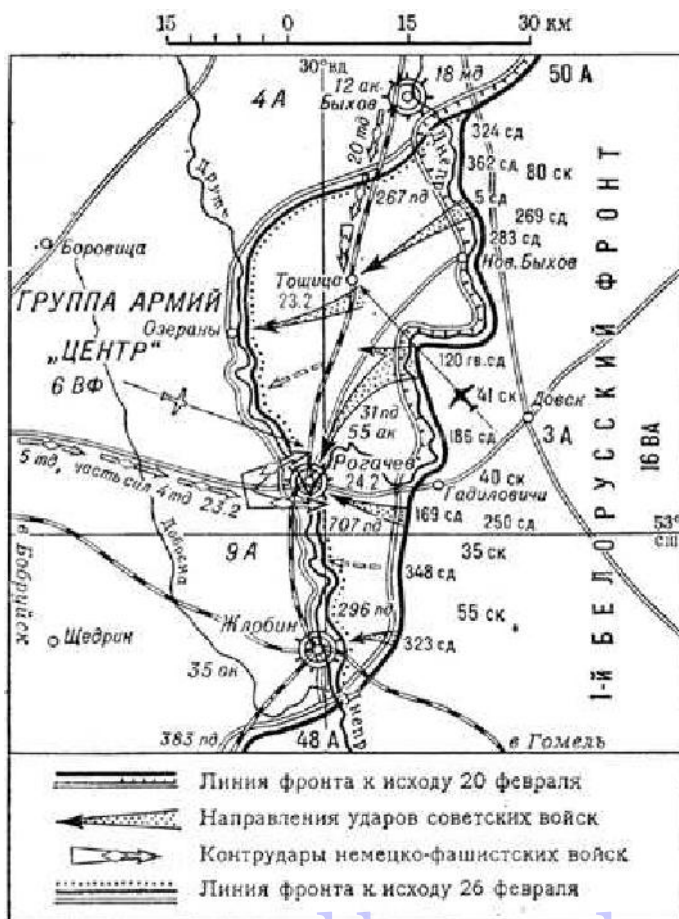 15 0 15 30 км
30° вд
12 ак
Быхов
18 мд
50 А
4 А
20 тд
Днепр
324 сд
362 сд
80 ск
Друть
267 пд
5 сд
269 сд
283 сд
Нов. Быхов
Боровица
Тощица
23.2
ГРУППА АРМИЙ
„ЦЕНТР“
Озераны
6 ВФ
120 гв.сд
41 ск
Довск
31 пд
55 ак
186 сд
3 А
16 ВА
1-й БЕЛОРУССКИЙ ФРОНТ
Рогачев
24.2
40 ск
Гадиловичи
5 тд, часть сил 4 тд 23.2
169 сд
250 сд
707 пд
53°
сш
Добосна
9 А
35 ск
348 сд
в Бобруйск
296 пд
55 ск
Жлобин
Щедрин
323 сд
35 ак
383 пд
48 А
Днепр
в Гомель
Линия фронта к исходу 20 февраля
Направления ударов советских войск
Контрудары немецко-фашистских войск
Линия фронта к исходу 26 февраля